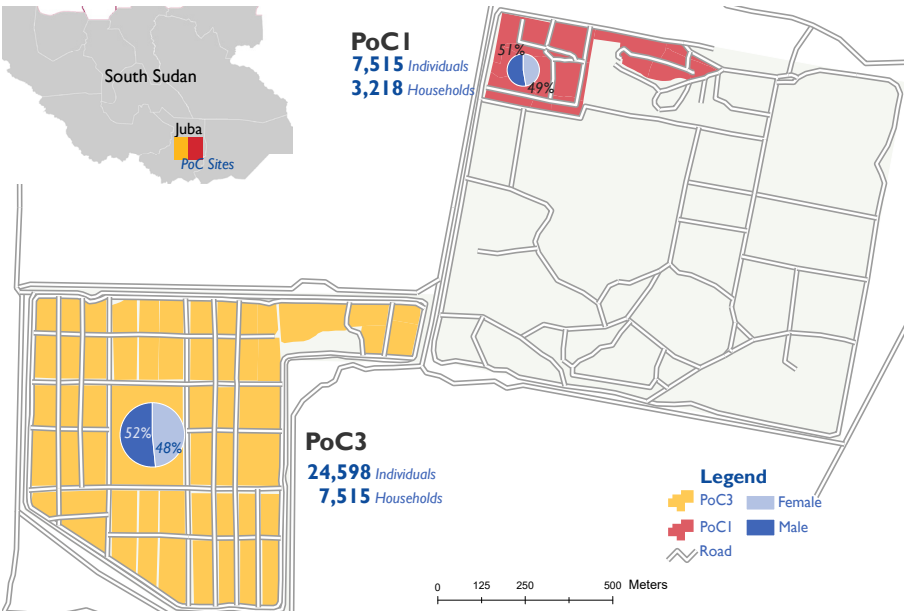 South Sudan
Juba
PoC Sites
PoC1
7,515 Individuals
3,218 Households
51%
49%
52%
48%
PoC3
24,598 Individuals
7,515 Households
Legend
PoC3 Female
PoC1 Male
Road
0 125 250 500 Meters